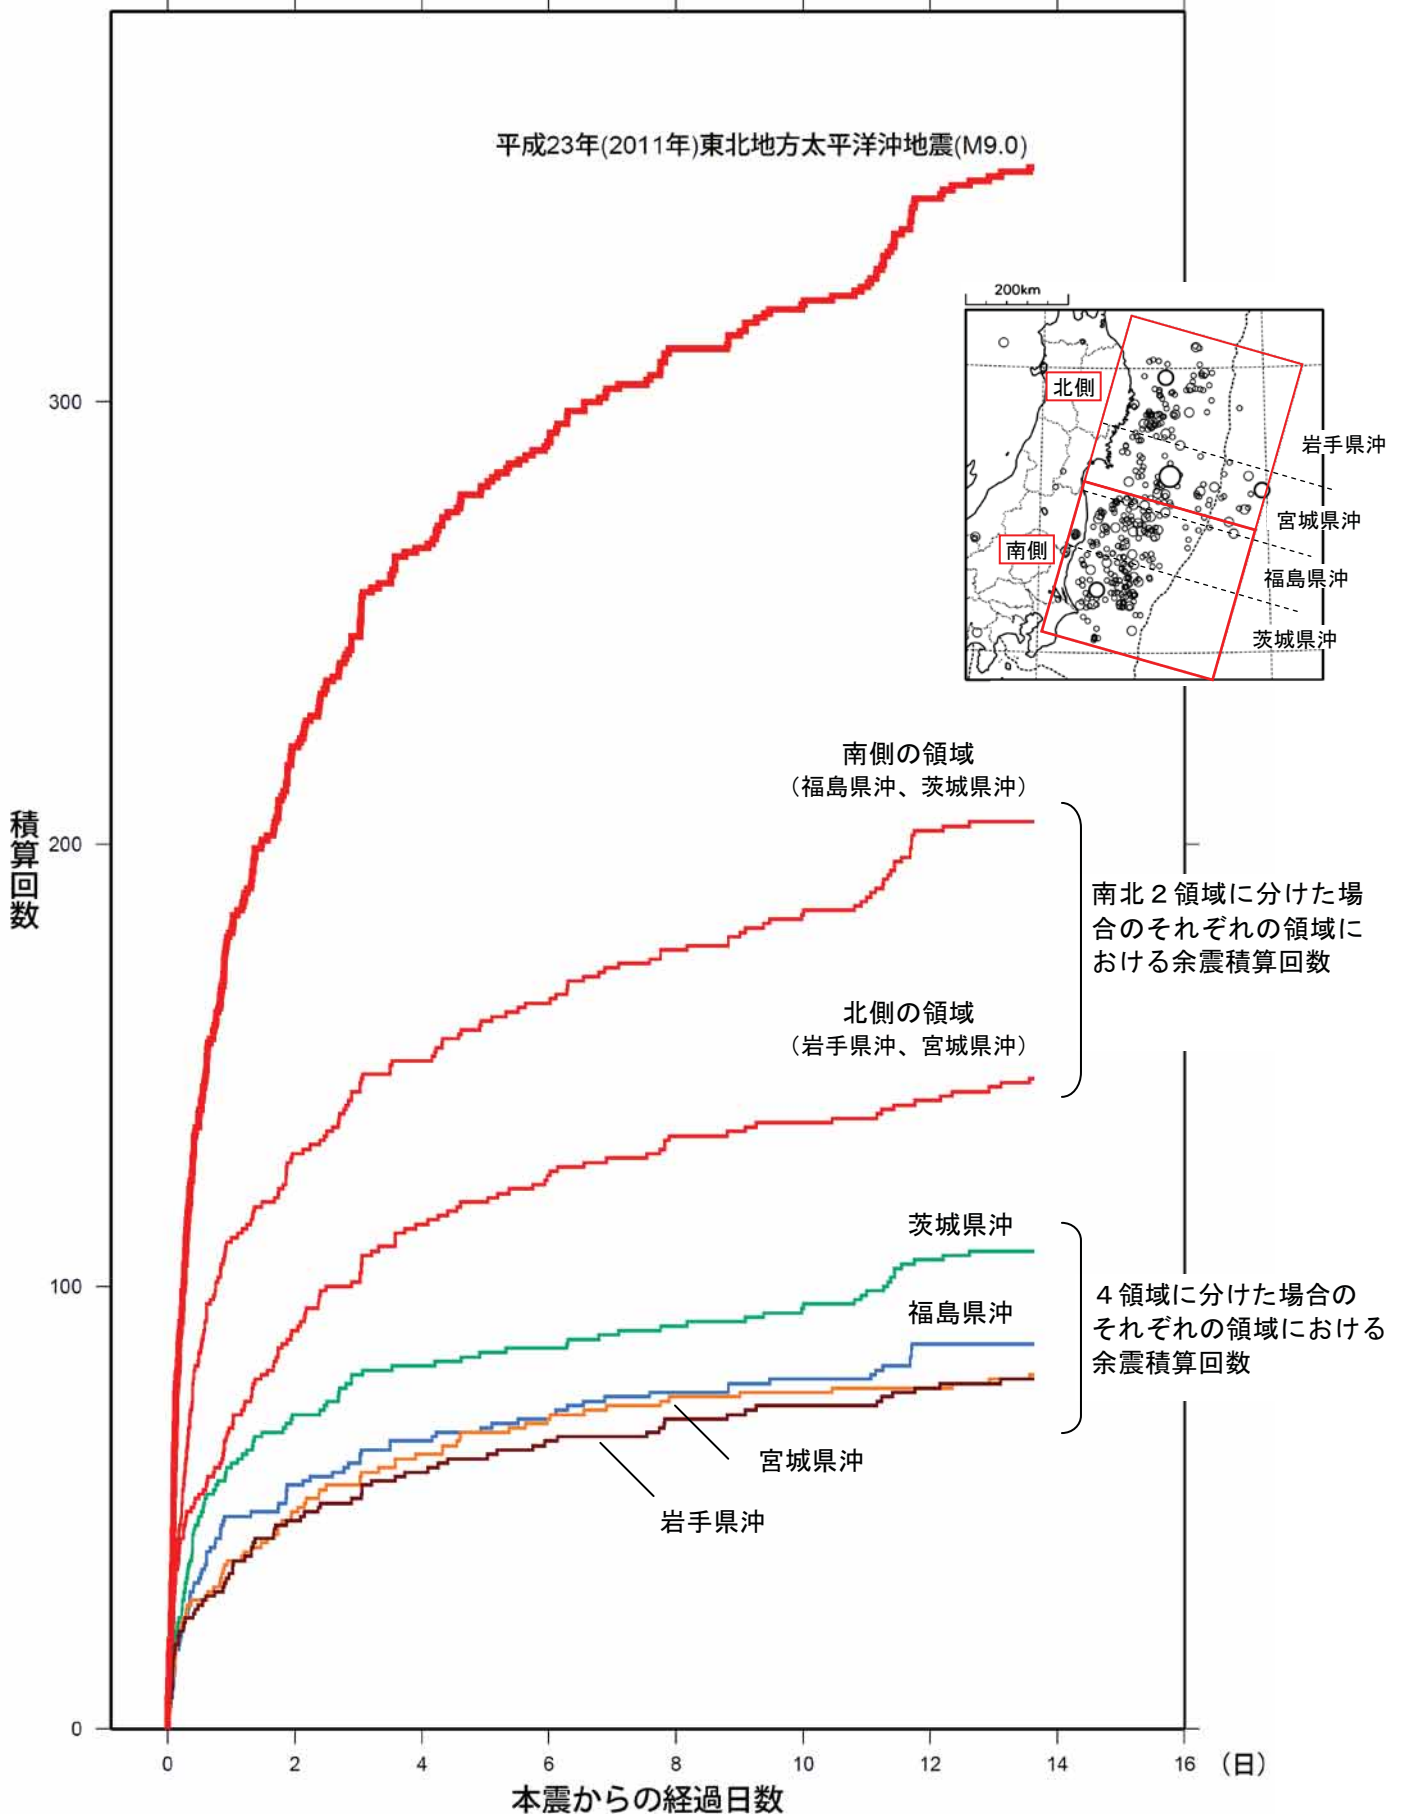 平成23年(2011年)東北地方太平洋沖地震(M9.0)
200km
北側
南側
岩手県沖
宮城県沖
福島県沖
茨城県沖
300
200
100
0
積算回数
南側の領域
（福島県沖、茨城県沖）
北側の領域
（岩手県沖、宮城県沖）
南北２領域に分けた場
合のそれぞれの領域に
おける余震積算回数
茨城県沖
福島県沖
宮城県沖
岩手県沖
４領域に分けた場合の
それぞれの領域における
余震積算回数
0 2 4 6 8 10 12 14 16 （日）
本震からの経過日数